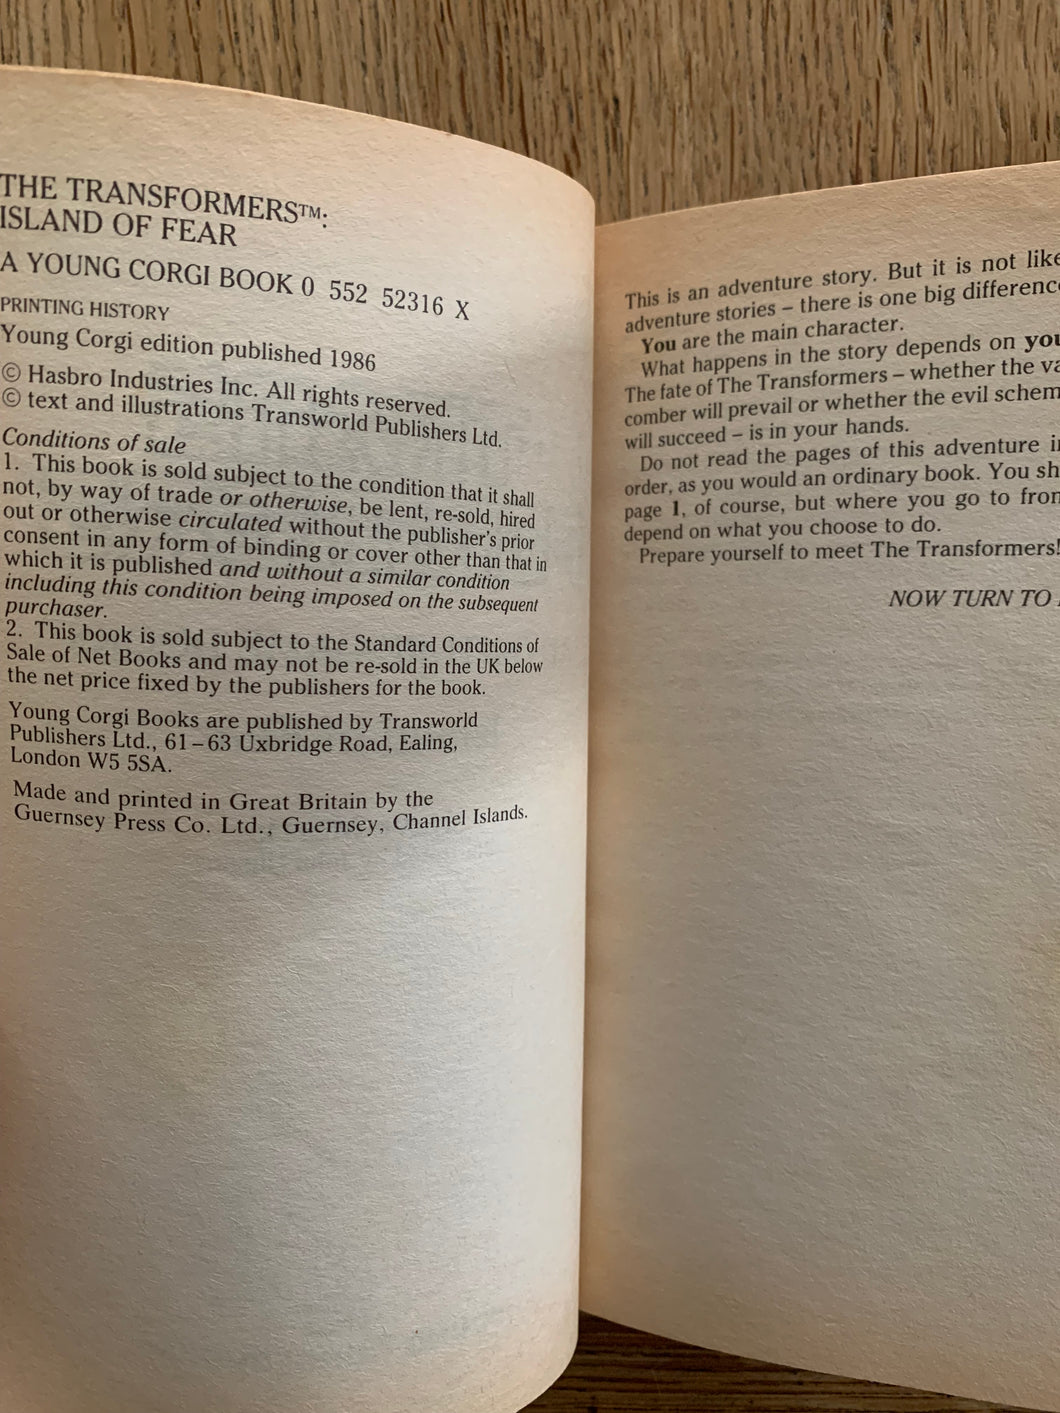 THE TRANSFORMERS™:
ISLAND OF FEAR
A YOUNG CORGI BOOK 0 552 52316 X
PRINTING HISTORY
Young Corgi edition published 1986
© Hasbro Industries Inc. All rights reserved.
© text and illustrations Transworld Publishers Ltd.
Conditions of sale
1. This book is sold subject to the condition that it shall
not, by way of trade or otherwise, be lent, re-sold, hired
out or otherwise circulated without the publisher's prior
consent in any form of binding or cover other than that in
which it is published and without a similar condition
including this condition being imposed on the subsequent
purchaser.
2. This book is sold subject to the Standard Conditions of
Sale of Net Books and may not be re-sold in the UK below
the net price fixed by the publishers for the book.
Young Corgi Books are published by Transworld
Publishers Ltd., 61–63 Uxbridge Road, Ealing,
London W5 5SA.
Made and printed in Great Britain by the
Guernsey Press Co. Ltd., Guernsey, Channel Islands.
This is an adventure story. But it is not like
adventure stories – there is one big difference
You are the main character.
What happens in the story depends on
The fate of The Transformers – whether the
comber will prevail or whether the evil
will succeed – is in your hands.
Do not read the pages of this adventure
order, as you would an ordinary book. You
page 1, of course, but where you go to
depend on what you choose to do.
Prepare yourself to meet The Transformers!
NOW TURN TO